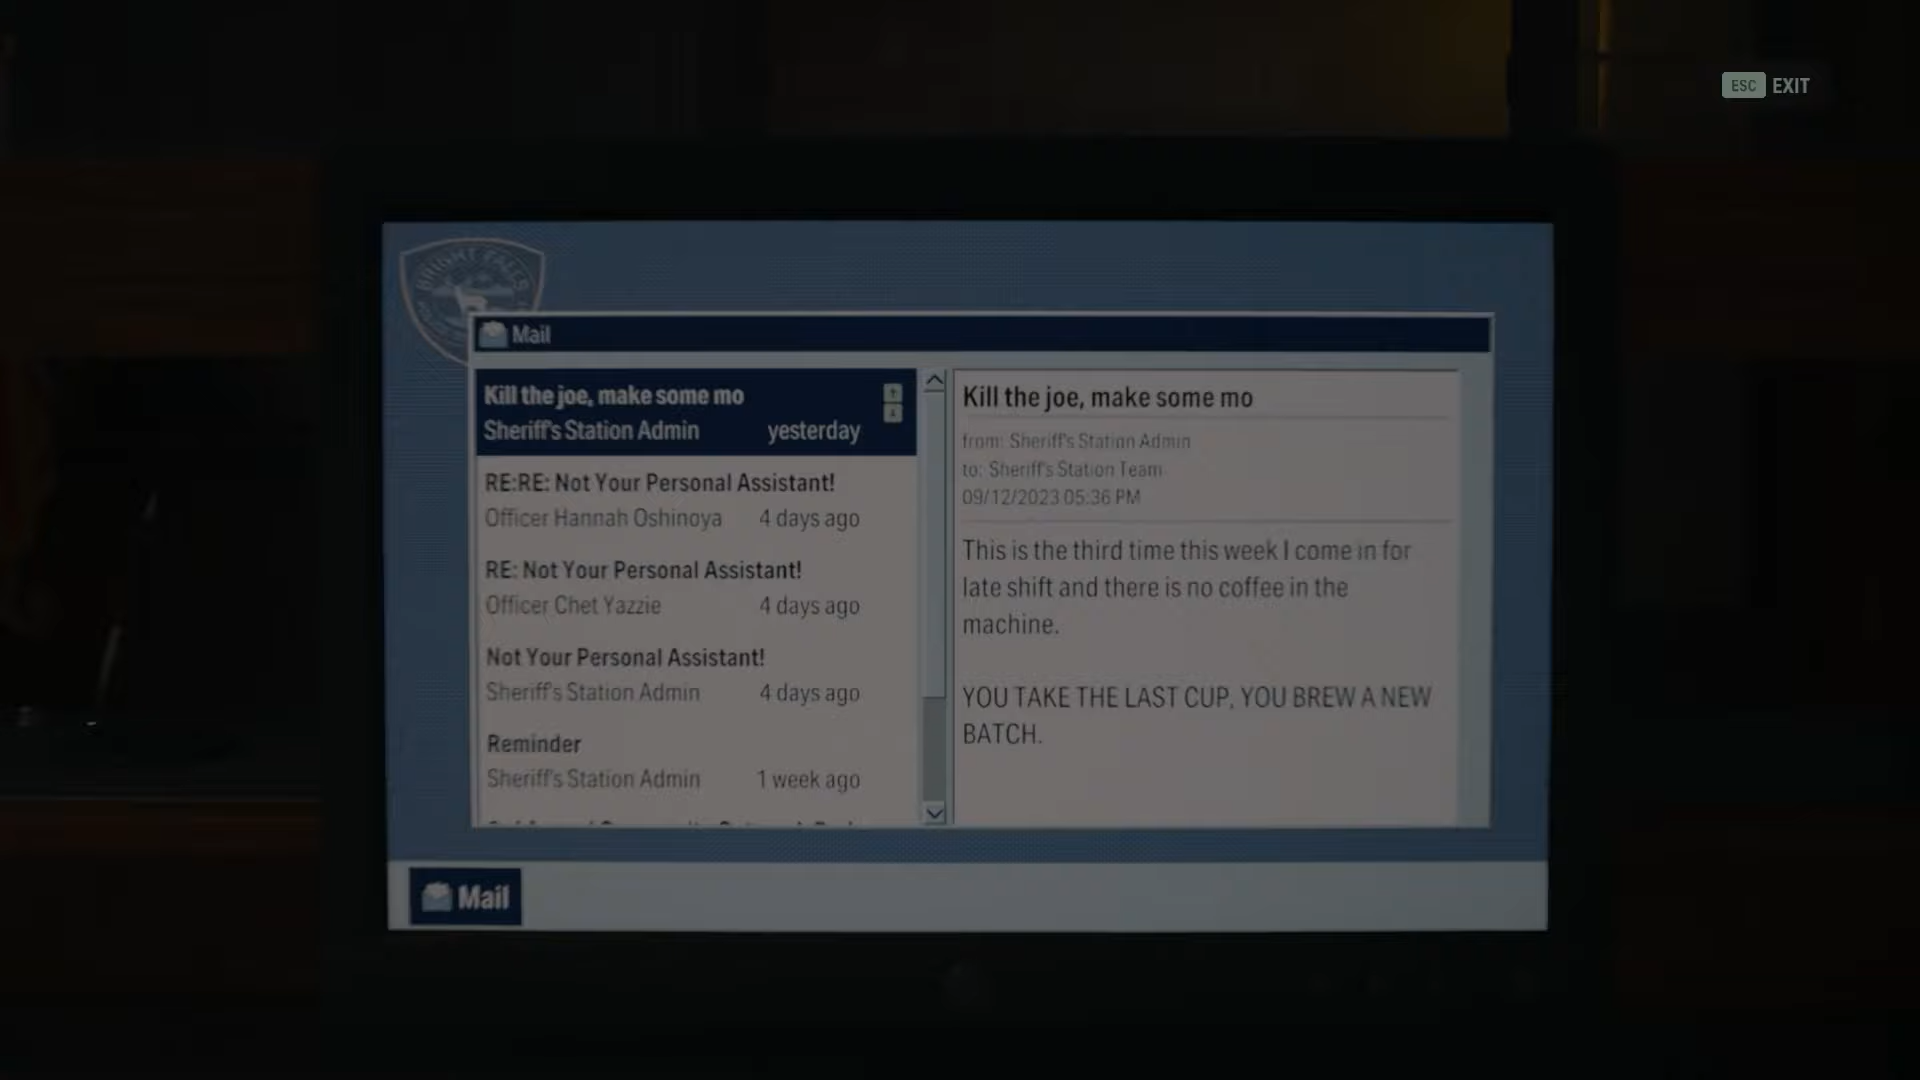 ESC EXIT
BRIGHT FALLS
Mail
Kill the joe, make some mo
Sheriff's Station Admin yesterday
RE:RE: Not Your Personal Assistant!
Officer Hannah Oshinoya 4 days ago
RE: Not Your Personal Assistant!
Officer Chet Yazzie 4 days ago
Not Your Personal Assistant!
Sheriff's Station Admin 4 days ago
Reminder
Sheriff's Station Admin 1 week ago
Kill the joe, make some mo
from: Sheriff's Station Admin
to: Sheriff's Station Team
09/12/2023 05:36 PM
This is the third time this week I come in for
late shift and there is no coffee in the
machine.
YOU TAKE THE LAST CUP, YOU BREW A NEW
BATCH.
Mail